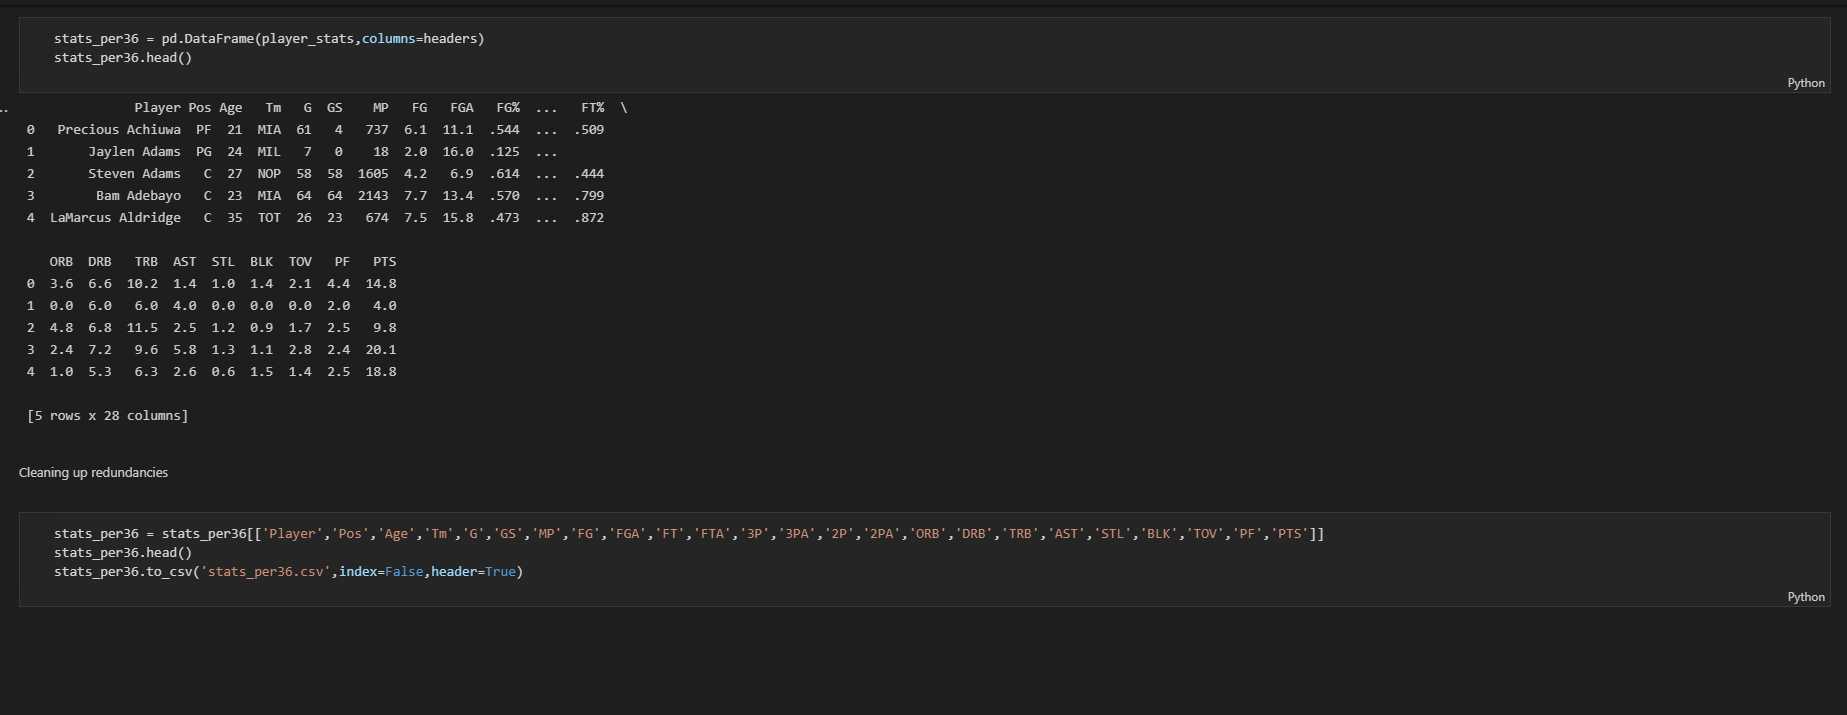 stats_per36 = pd.DataFrame(player_stats,columns=headers)
stats_per36.head()
Python
..                Player Pos Age   Tm   G  GS    MP   FG   FGA   FG%  ...   FT%  \
0   Precious Achiuwa  PF  21  MIA  61   4   737  6.1  11.1  .544  ...  .509
1       Jaylen Adams  PG  24  MIL   7   0    18  2.0  16.0  .125  ...
2       Steven Adams   C  27  NOP  58  58  1605  4.2   6.9  .614  ...  .444
3        Bam Adebayo   C  23  MIA  64  64  2143  7.7  13.4  .570  ...  .799
4  LaMarcus Aldridge   C  35  TOT  26  23   674  7.5  15.8  .473  ...  .872
   ORB  DRB   TRB  AST  STL  BLK  TOV   PF   PTS
0  3.6  6.6  10.2  1.4  1.0  1.4  2.1  4.4  14.8
1  0.0  6.0   6.0  4.0  0.0  0.0  0.0  2.0   4.0
2  4.8  6.8  11.5  2.5  1.2  0.9  1.7  2.5   9.8
3  2.4  7.2   9.6  5.8  1.3  1.1  2.8  2.4  20.1
4  1.0  5.3   6.3  2.6  0.6  1.5  1.4  2.5  18.8
[5 rows x 28 columns]
Cleaning up redundancies
stats_per36 = stats_per36[['Player','Pos','Age','Tm','G','GS','MP','FG','FGA','FT','FTA','3P','3PA','2P','2PA','ORB','DRB','TRB','AST','STL','BLK','TOV','PF','PTS']]
stats_per36.head()
stats_per36.to_csv('stats_per36.csv',index=False,header=True)
Python